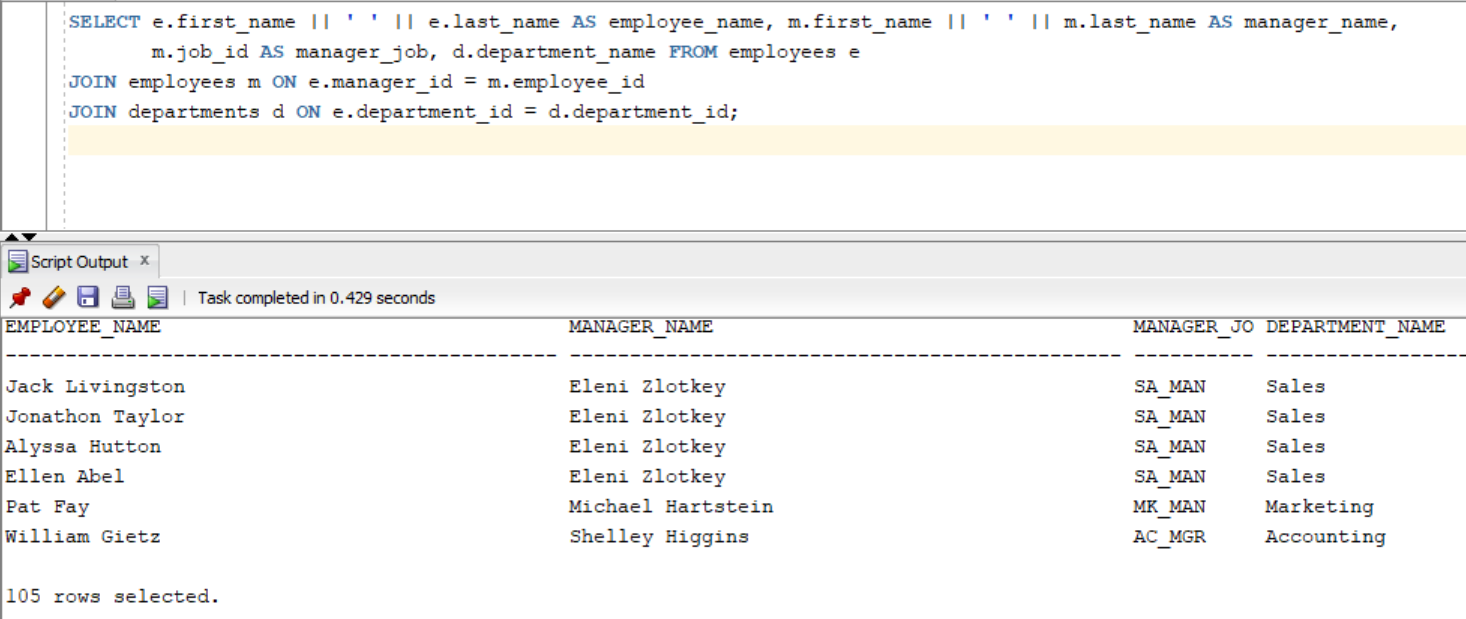 SELECT e.first_name || ' ' || e.last_name AS employee_name, m.first_name || ' ' || m.last_name AS manager_name,
m.job_id AS manager_job, d.department_name FROM employees e
JOIN employees m ON e.manager_id = m.employee_id
JOIN departments d ON e.department_id = d.department_id;
Script Output x
Task completed in 0.429 seconds
EMPLOYEE_NAME MANAGER_NAME MANAGER_JO DEPARTMENT_NAME
Jack Livingston Eleni Zlotkey SA_MAN Sales
Jonathon Taylor Eleni Zlotkey SA_MAN Sales
Alyssa Hutton Eleni Zlotkey SA_MAN Sales
Ellen Abel Eleni Zlotkey SA_MAN Sales
Pat Fay Michael Hartstein MK_MAN Marketing
William Gietz Shelley Higgins AC_MGR Accounting
105 rows selected.